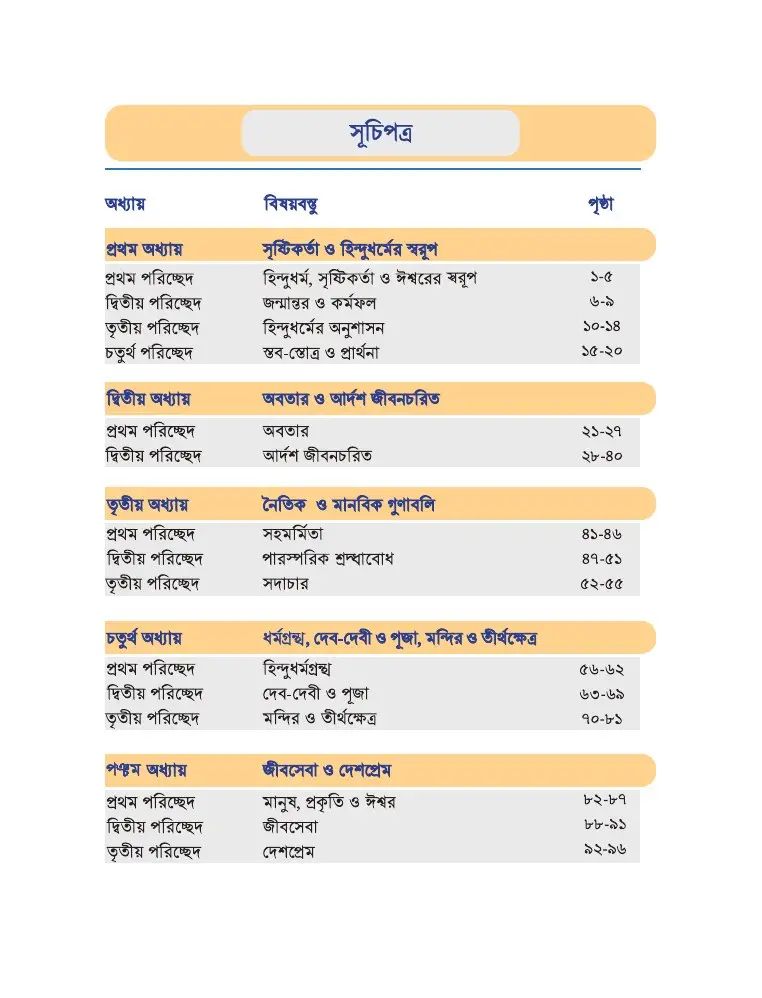 সূচিপত্র
অধ্যায় বিষয়বস্তু পৃষ্ঠা
প্রথম অধ্যায় সৃষ্টিকর্তা ও হিন্দুধর্মের স্বরূপ
প্রথম পরিচ্ছেদ হিন্দুধর্ম, সৃষ্টিকর্তা ও ঈশ্বরের স্বরূপ ১-৫
দ্বিতীয় পরিচ্ছেদ জন্মান্তর ও কর্মফল ৬-৯
তৃতীয় পরিচ্ছেদ হিন্দুধর্মের অনুশাসন ১০-১৪
চতুর্থ পরিচ্ছেদ স্তব-স্তোত্র ও প্রার্থনা ১৫-২০
দ্বিতীয় অধ্যায় অবতার ও আর্দশ জীবনচরিত
প্রথম পরিচ্ছেদ অবতার ২১-২৭
দ্বিতীয় পরিচ্ছেদ আর্দশ জীবনচরিত ২৮-৪০
তৃতীয় অধ্যায় নৈতিক ও মানবিক গুণাবলি
প্রথম পরিচ্ছেদ সহমর্মিতা ৪১-৪৬
দ্বিতীয় পরিচ্ছেদ পারস্পরিক শ্রদ্ধাবোধ ৪৭-৫১
তৃতীয় পরিচ্ছেদ সদাচার ৫২-৫৫
চতুর্থ অধ্যায় ধর্মগ্রন্থ, দেব-দেবী ও পূজা, মন্দির ও তীর্থক্ষেত্র
প্রথম পরিচ্ছেদ হিন্দুধর্মগ্রন্থ ৫৬-৬২
দ্বিতীয় পরিচ্ছেদ দেব-দেবী ও পূজা ৬৩-৬৯
তৃতীয় পরিচ্ছেদ মন্দির ও তীর্থক্ষেত্র ৭০-৮১
পঞ্চম অধ্যায় জীবসেবা ও দেশপ্রেম
প্রথম পরিচ্ছেদ মানুষ, প্রকৃতি ও ঈশ্বর ৮২-৮৭
দ্বিতীয় পরিচ্ছেদ জীবসেবা ৮৮-৯১
তৃতীয় পরিচ্ছেদ দেশপ্রেম ৯২-৯৬